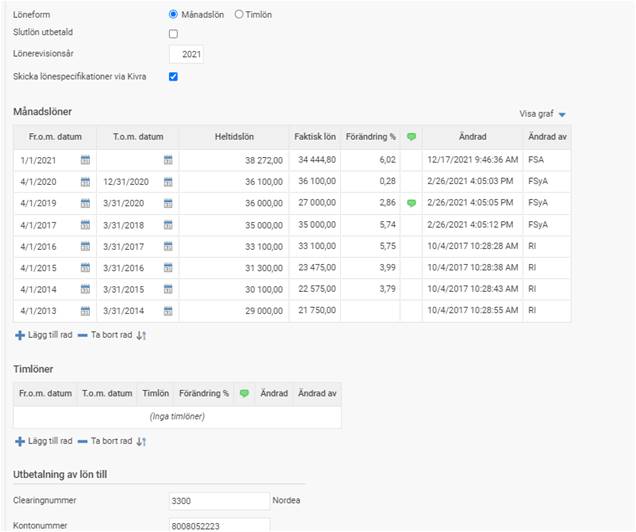 Löneform Månadslön Timlön
Slutlön utbetald
Lönerevisionsår 2021
Skicka lönespecifikationer via Kivra
Månadslöner Visa graf
Fr.o.m. datum T.o.m. datum Heltidslön Faktisk lön Förändring % Ändrad Ändrad av
1/1/2021 38 272,00 34 444,80 6,02 12/17/2021 9:46:36 AM FSA
4/1/2020 12/31/2020 36 100,00 36 100,00 0,28 2/26/2021 4:05:03 PM FSyA
4/1/2019 3/31/2020 36 000,00 27 000,00 2,86 2/26/2021 4:05:05 PM FSyA
4/1/2017 3/31/2018 35 000,00 35 000,00 5,74 2/26/2021 4:05:12 PM FSyA
4/1/2016 3/31/2017 33 100,00 33 100,00 5,75 10/4/2017 10:28:28 AM RI
4/1/2015 3/31/2016 31 300,00 23 475,00 3,99 10/4/2017 10:28:38 AM RI
4/1/2014 3/31/2015 30 100,00 22 575,00 3,79 10/4/2017 10:28:43 AM RI
4/1/2013 3/31/2014 29 000,00 21 750,00 10/4/2017 10:28:55 AM RI
Lägg till rad Ta bort rad
Timlöner
Fr.o.m. datum T.o.m. datum Timlön Förändring % Ändrad Ändrad av
(Inga timlöner)
Lägg till rad Ta bort rad
Utbetalning av lön till
Clearingnummer 3300 Nordea
Kontonummer 8008052223